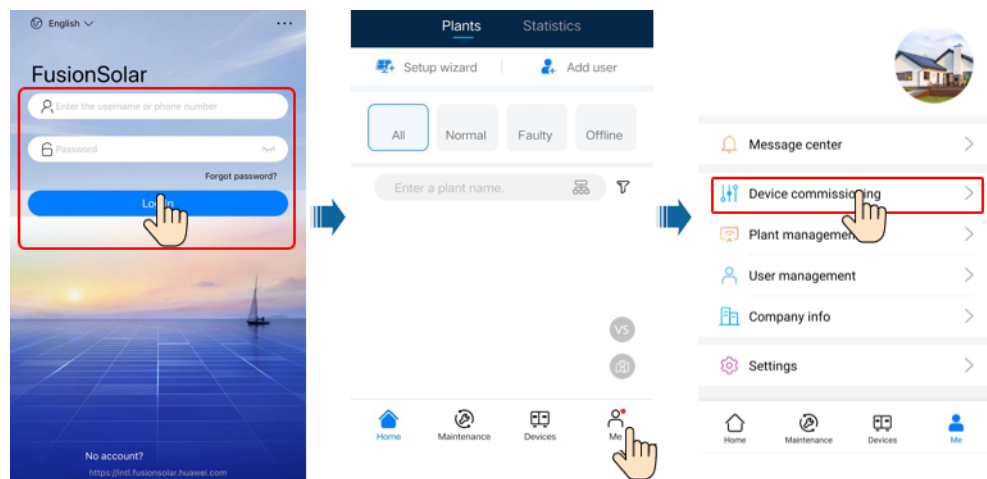 English
FusionSolar
Enter the username or phone number
Password
Forgot password?
Log In
No account?
https://intl.fusionsolar.huawei.com
Plants Statistics
Setup wizard Add user
All Normal Faulty Offline
Enter a plant name.
VS
Home Maintenance Devices Me
Message center
Device commissioning
Plant management
User management
Company info
Settings
Home Maintenance Devices Me